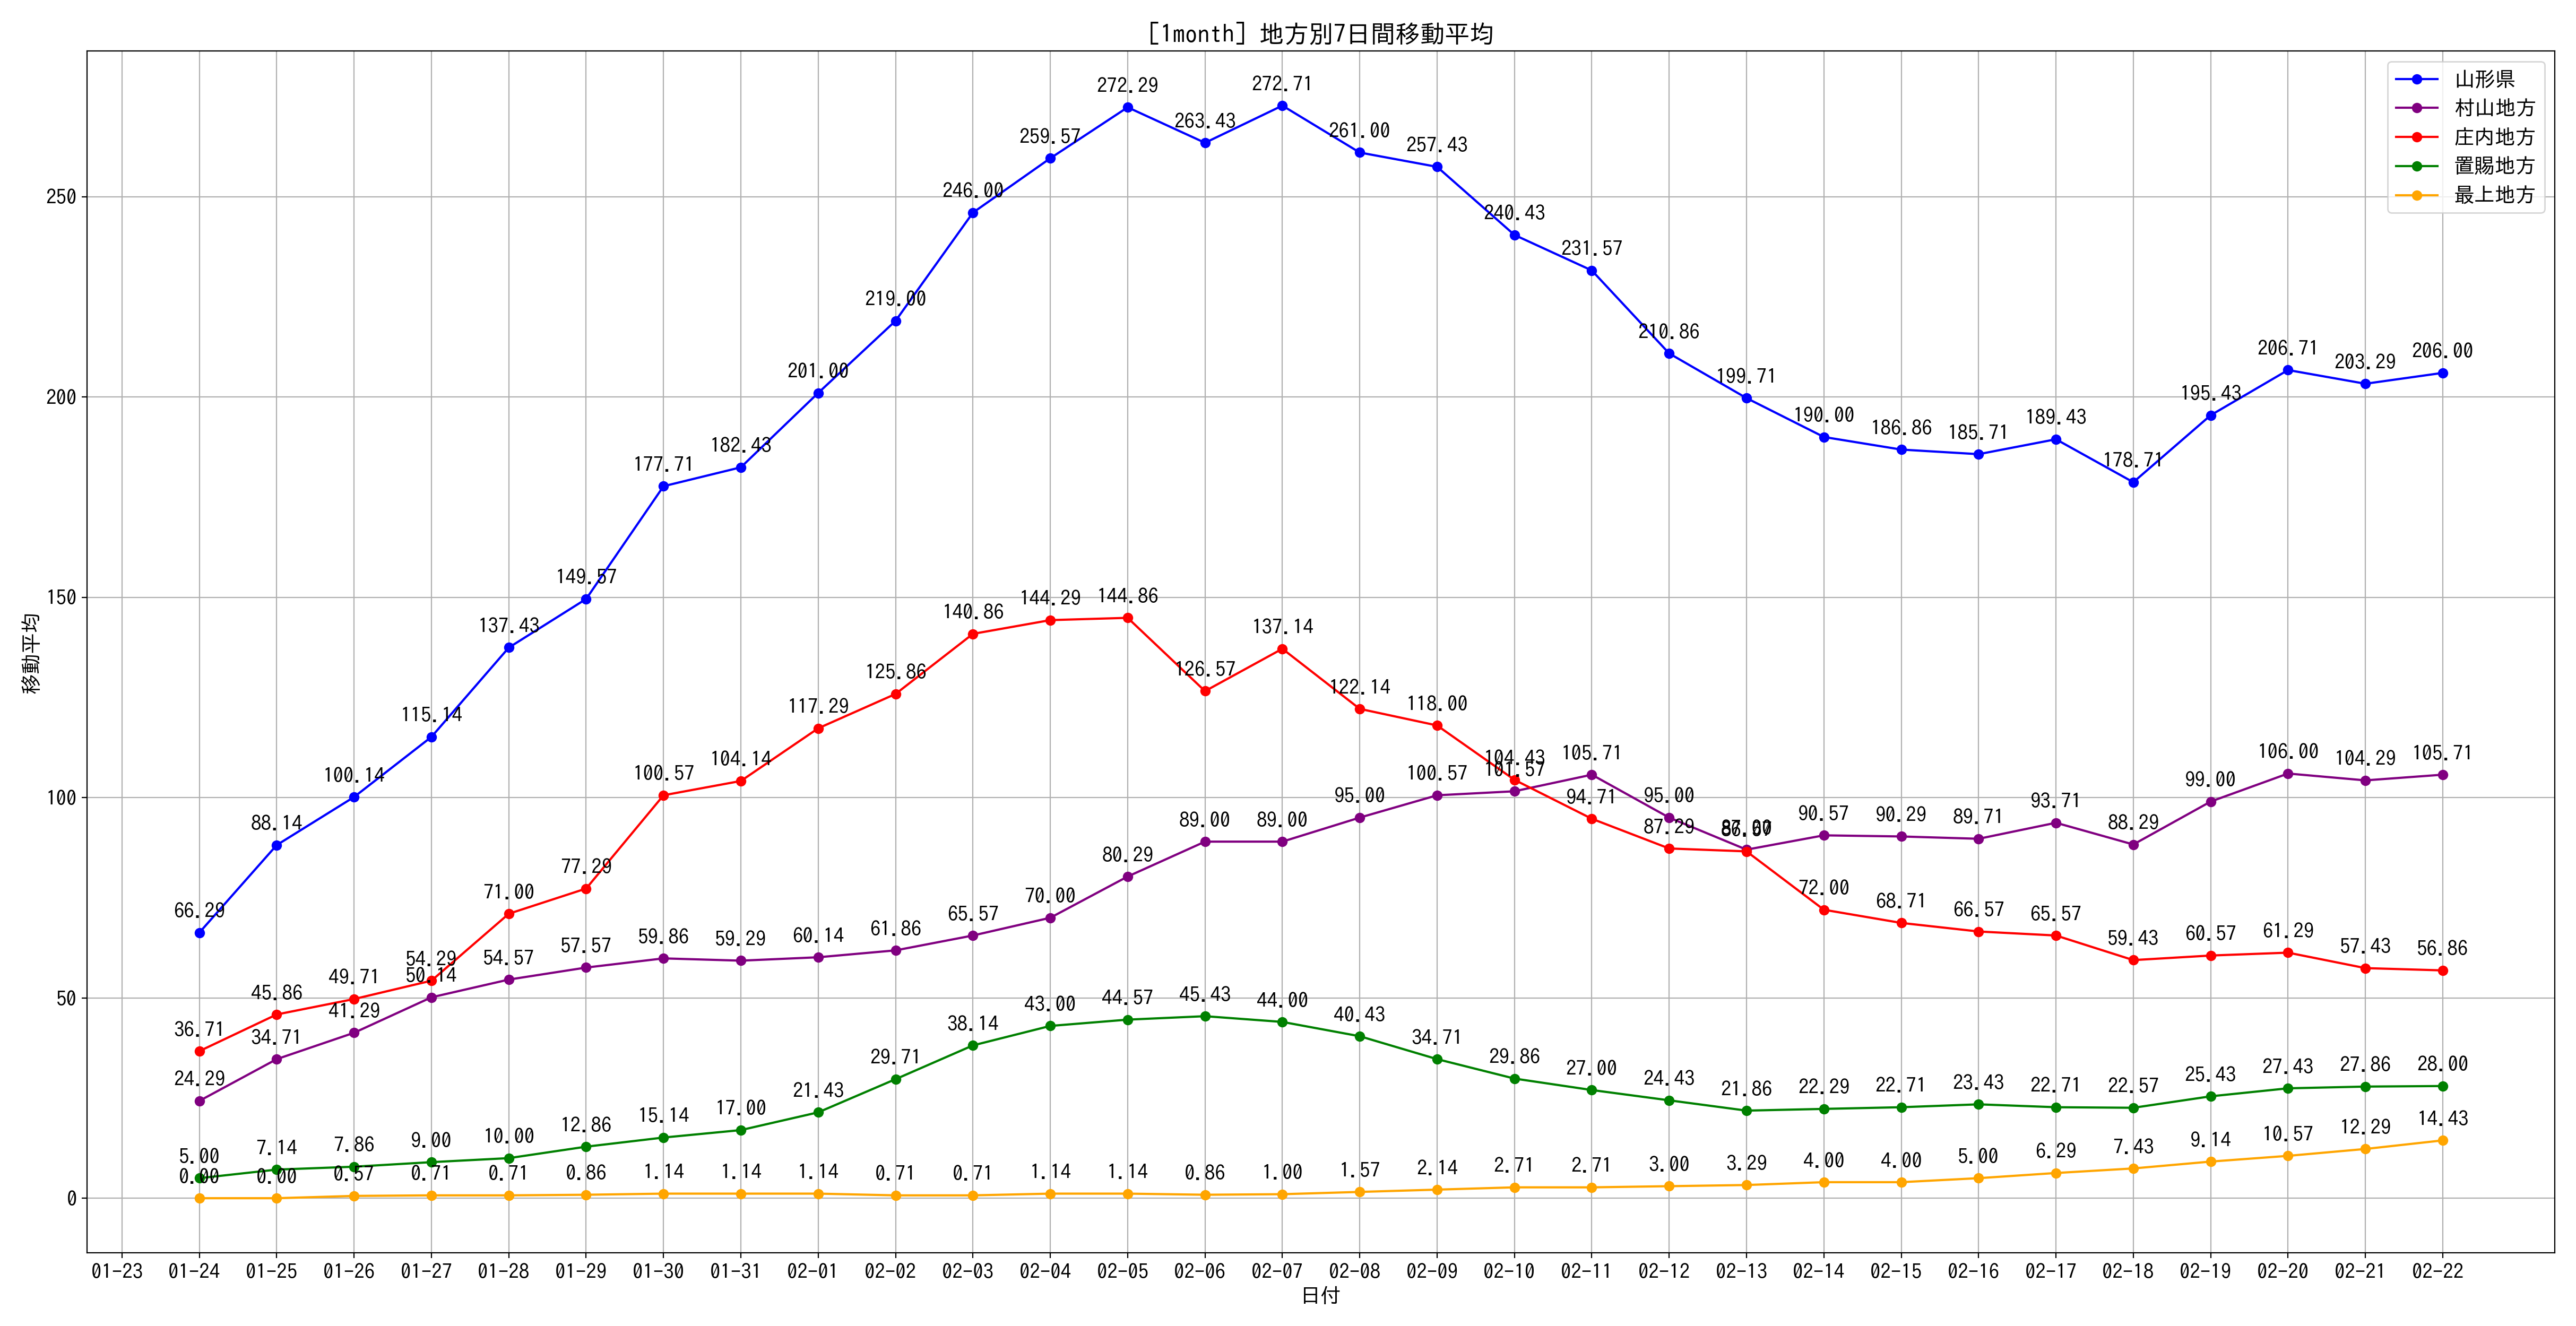 [1month] 地方別7日間移動平均
山形県
村山地方
庄内地方
置賜地方
最上地方
移動平均
250
200
150
100
50
0
66.29 88.14 100.14 115.14 137.43 149.57 177.71 182.43 201.00 219.00 246.00 259.57 272.29 263.43 272.71 261.00 257.43 240.43 231.57 210.86 199.71 190.00 186.86 185.71 189.43 178.71 195.43 206.71 203.29 206.00
36.71 45.86 49.71 54.29 71.00 77.29 100.57 104.14 117.29 125.86 140.86 144.29 144.86 126.57 137.14 122.14 118.00 104.43 94.71 87.29 86.57 72.00 68.71 66.57 65.57 59.43 60.57 61.29 57.43 56.86
24.29 34.71 41.29 50.14 54.57 57.57 59.86 59.29 60.14 61.86 65.57 70.00 80.29 89.00 89.00 95.00 100.57 101.57 105.71 95.00 87.00 90.57 90.29 89.71 93.71 88.29 99.00 106.00 104.29 105.71
5.00 7.14 7.86 9.00 10.00 12.86 15.14 17.00 21.43 29.71 38.14 43.00 44.57 45.43 44.00 40.43 34.71 29.86 27.00 24.43 21.86 22.29 22.71 23.43 22.71 22.57 25.43 27.43 27.86 28.00
0.00 0.00 0.57 0.71 0.71 0.86 1.14 1.14 1.14 0.71 0.71 1.14 1.14 0.86 1.00 1.57 2.14 2.71 2.71 3.00 3.29 4.00 4.00 5.00 6.29 7.43 9.14 10.57 12.29 14.43
01-23 01-24 01-25 01-26 01-27 01-28 01-29 01-30 01-31 02-01 02-02 02-03 02-04 02-05 02-06 02-07 02-08 02-09 02-10 02-11 02-12 02-13 02-14 02-15 02-16 02-17 02-18 02-19 02-20 02-21 02-22
日付